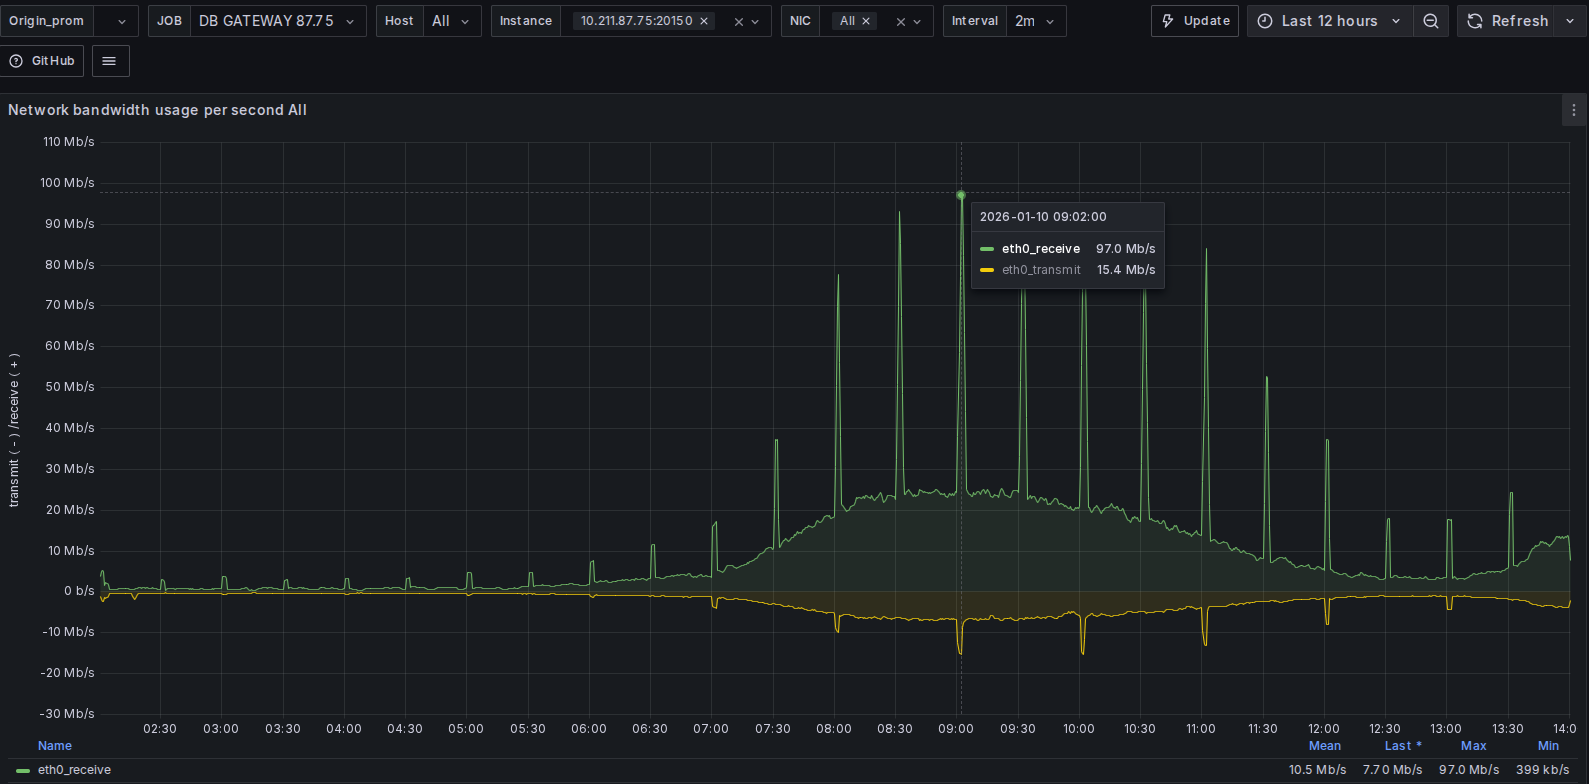 Origin_prom JOB DB GATEWAY 87.75 Host All Instance 10.211.87.75:20150 NIC All Interval 2m Update Last 12 hours Refresh
GitHub
Network bandwidth usage per second All
110 Mb/s
100 Mb/s
90 Mb/s
80 Mb/s
70 Mb/s
60 Mb/s
50 Mb/s
40 Mb/s
30 Mb/s
20 Mb/s
10 Mb/s
0 b/s
-10 Mb/s
-20 Mb/s
-30 Mb/s
transmit ( - ) /receive ( + )
2026-01-10 09:02:00
eth0_receive 97.0 Mb/s
eth0_transmit 15.4 Mb/s
02:30 03:00 03:30 04:00 04:30 05:00 05:30 06:00 06:30 07:00 07:30 08:00 08:30 09:00 09:30 10:00 10:30 11:00 11:30 12:00 12:30 13:00 13:30 14:0
Name Mean Last * Max Min
eth0_receive 10.5 Mb/s 7.70 Mb/s 97.0 Mb/s 399 kb/s